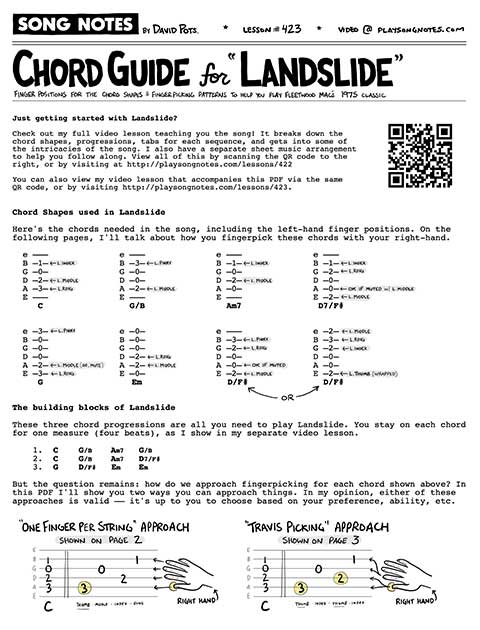 SONG NOTES BY DAVID POTS. * LESSON # 423 * VIDEO @ PLAYSONGNOTES.COM
CHORD GUIDE for "LANDSLIDE"
FINGER POSITIONS FOR THE CHORD SHAPES & FINGERPICKING PATTERNS TO HELP YOU PLAY FLEETWOOD MAC'S 1975 CLASSIC
Just getting started with Landslide?
Check out my full video lesson teaching you the song! It breaks down the
chord shapes, progressions, tabs for each sequence, and gets into some of
the intricacies of the song. I also have a separate sheet music arrangement
to help you follow along. View all of this by scanning the QR code to the
right, or by visiting at http://playsongnotes.com/lessons/422
You can also view my video lesson that accompanies this PDF via the same
QR code, or by visiting http://playsongnotes.com/lessons/423.
Chord Shapes used in Landslide
Here's the chords needed in the song, including the left-hand finger positions. On the
following pages, I'll talk about how you fingerpick these chords with your right-hand.
e ——— e ——— e ——— e ———
B —1— ← L.INDEX B —3— ← L.PINKY B —1— ← L.INDEX B —1— ← L.INDEX
G —0— G —0— G —0— G —2— ← L.RING
D —2— ← L.MIDDLE D —0— D —2— ← L.MIDDLE D —0—
A —3— ← L.RING A —2— ← L.MIDDLE A —0— A —0— ← OK IF MUTED w/ L.MIDDLE
E ——— E ——— E ——— E —2— ← L.MIDDLE
C G/B Am7 D7/F#
e —3— ← L.PINKY e —0— e —— e —2— ← L.MIDDLE
B —0— B —0— B —3— ← L.PINKY B —3— ← L.RING
G —0— G —0— G —2— ← L.INDEX G —2— ← L.INDEX
D —0— D —2— ← L.RING D —0— ← L.RING D —0—
A —2— ← L.MIDDLE (OR MUTE) A —2— ← L.MIDDLE A —0— ← OK IF MUTED A —0—
E —3— ← L.RING E —0— E —2— ← L.MIDDLE E —2— ← L.THUMB (WRAPPED)
G Em D/F# D/F#
OR
The building blocks of Landslide
These three chord progressions are all you need to play Landslide. You stay on each chord
for one measure (four beats), as I show in my separate video lesson.
1. C G/B Am7 G/B
2. C G/B Am7 D7/F#
3. G D/F# Em Em
But the question remains: how do we approach fingerpicking for each chord shown above? In
this PDF I'll show you two ways you can approach things. In my opinion, either of these
approaches is valid —— it's up to you to choose based on your preference, ability, etc.
"ONE FINGER PER STRING" APPROACH "TRAVIS PICKING" APPROACH
SHOWN ON PAGE 2 SHOWN ON PAGE 3
E
1 B 1
0 G 0
2 D 2
3 A 3
E
C THUMB · MIDDLE · INDEX · RING RIGHT HAND
E
1 B 1
0 G 0
2 D 2
3 A 3
E
C THUMB · INDEX · THUMB · MIDDLE RIGHT HAND